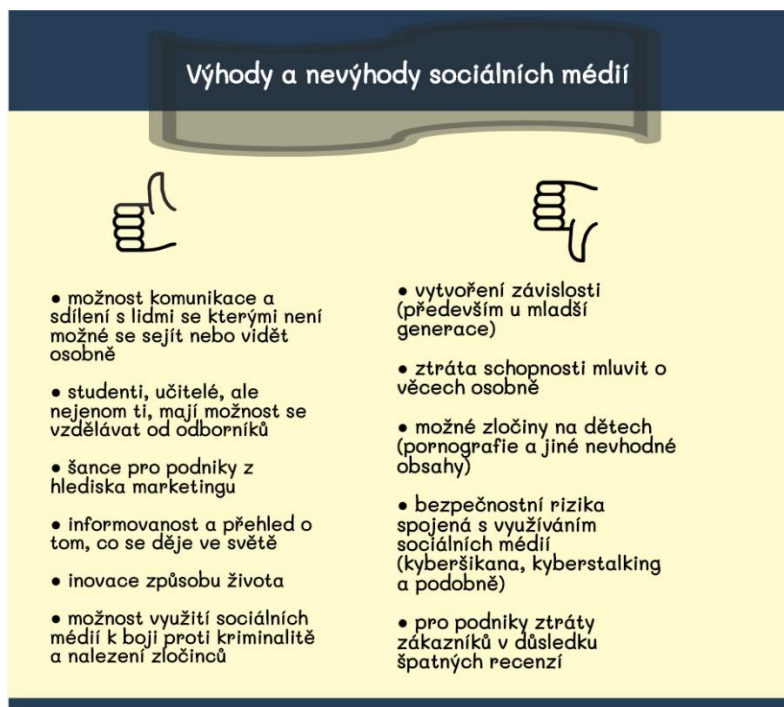 Výhody a nevýhody sociálních médií
• možnost komunikace a
sdílení s lidmi se kterými není
možné se sejít nebo vidět
osobně
• studenti, učitelé, ale
nejenom ti, mají možnost se
vzdělávat od odborníků
• šance pro podniky z
hlediska marketingu
• informovanost a přehled o
tom, co se děje ve světě
• inovace způsobu života
• možnost využití sociálních
médií k boji proti kriminalitě
a nalezení zločinců
• vytvoření závislosti
(především u mladší
generace)
• ztráta schopnosti mluvit o
věcech osobně
• možné zločiny na dětech
(pornografie a jiné nevhodné
obsahy)
• bezpečnostní rizika
spojená s využíváním
sociálních médií
(kyberšikana, kyberstalking
a podobně)
• pro podniky ztráty
zákazníků v důsledku
špatných recenzí